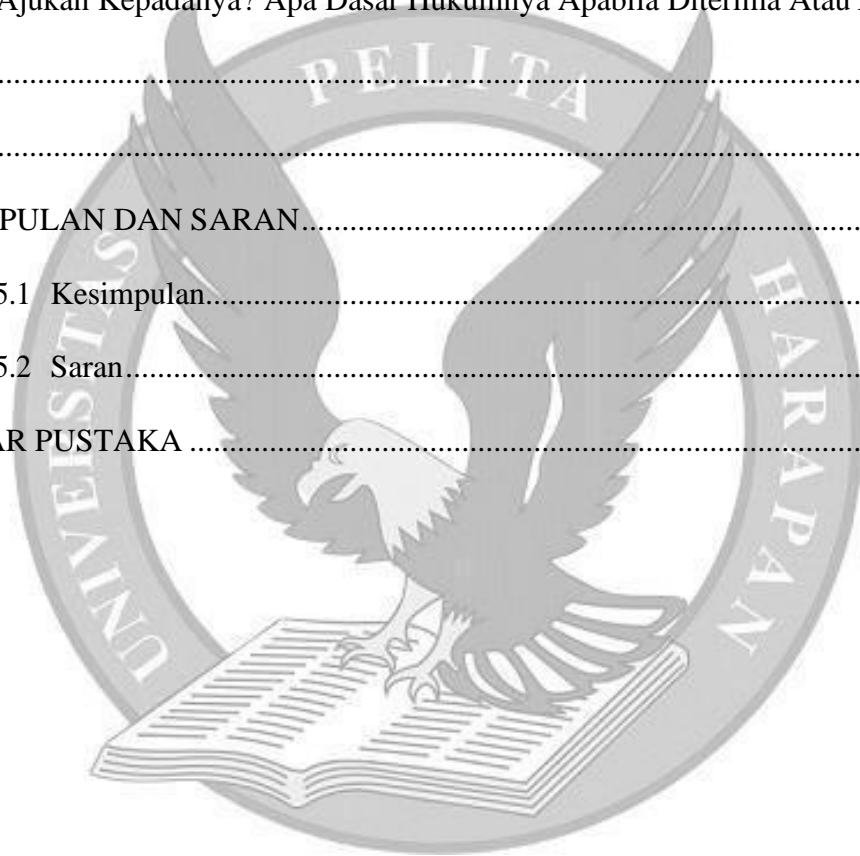 Ajukan Kepadanya? Apa Dasar Hukumnya Apabila Diterima Atau
....................................................................................................
....................................................................................................
PULAN DAN SARAN....................................................................
5.1 Kesimpulan................................................................................
5.2 Saran..........................................................................................
AR PUSTAKA ..................................................................................
UNIVERSITAS PELITA HARAPAN